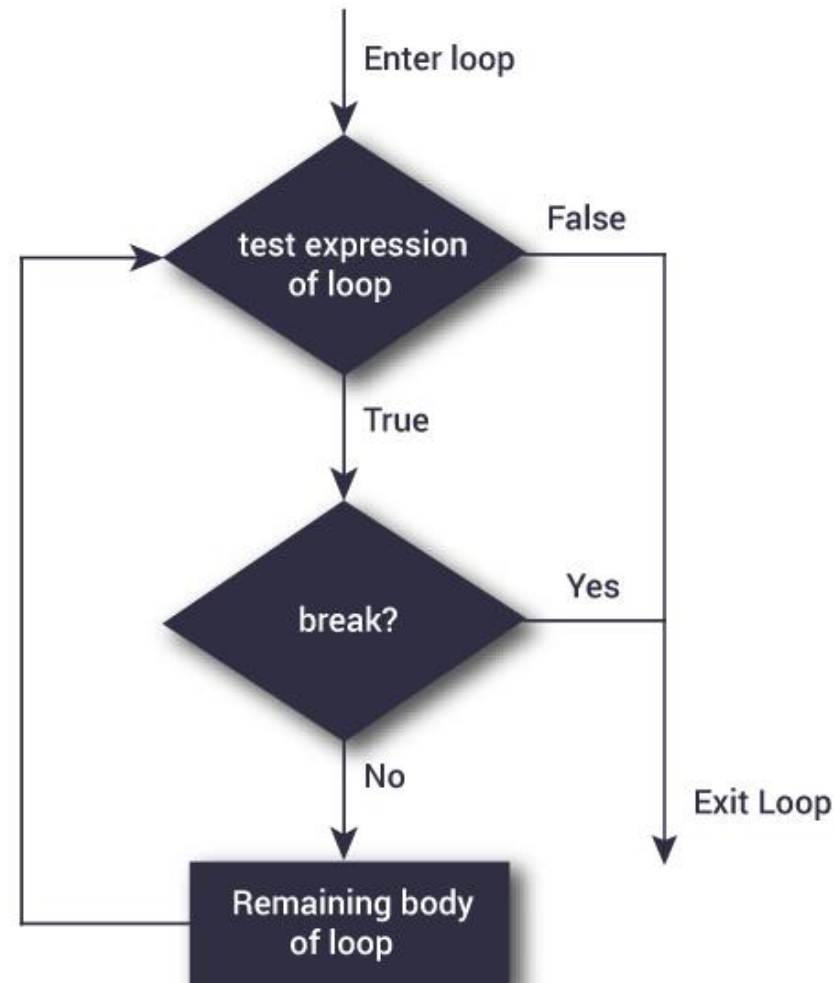 Enter loop
test expression
of loop
False
True
break?
Yes
No
Exit Loop
Remaining body
of loop